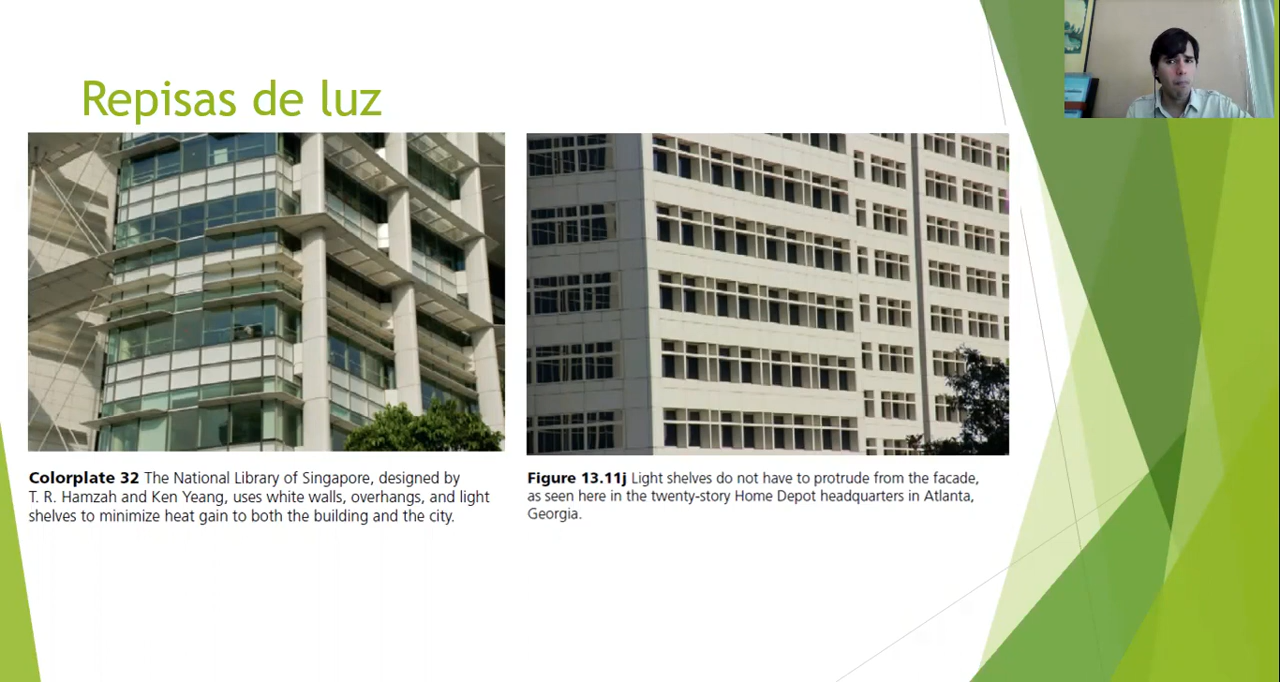 Repisas de luz
Colorplate 32 The National Library of Singapore, designed by
T. R. Hamzah and Ken Yeang, uses white walls, overhangs, and light
shelves to minimize heat gain to both the building and the city.
Figure 13.11j Light shelves do not have to protrude from the facade,
as seen here in the twenty-story Home Depot headquarters in Atlanta,
Georgia.